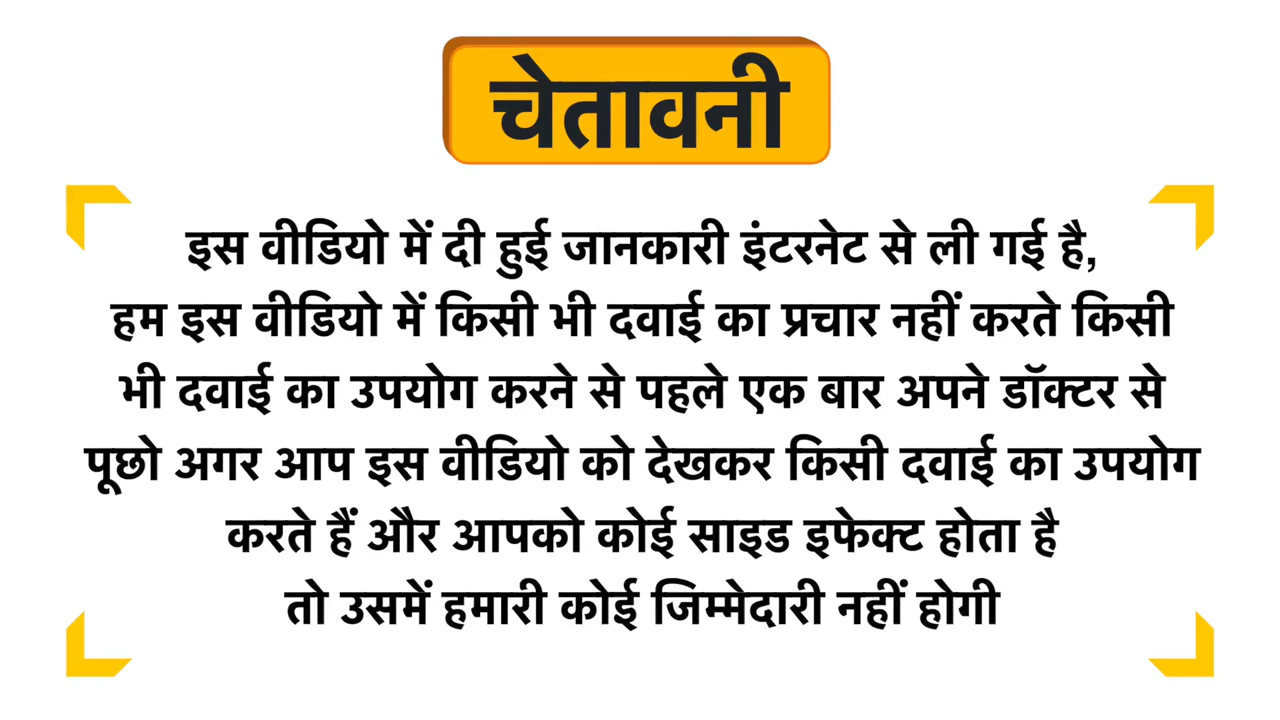 चेतावनी
इस वीडियो में दी हुई जानकारी इंटरनेट से ली गई है,
हम इस वीडियो में किसी भी दवाई का प्रचार नहीं करते किसी
भी दवाई का उपयोग करने से पहले एक बार अपने डॉक्टर से
पूछो अगर आप इस वीडियो को देखकर किसी दवाई का उपयोग
करते हैं और आपको कोई साइड इफेक्ट होता है
तो उसमें हमारी कोई जिम्मेदारी नहीं होगी